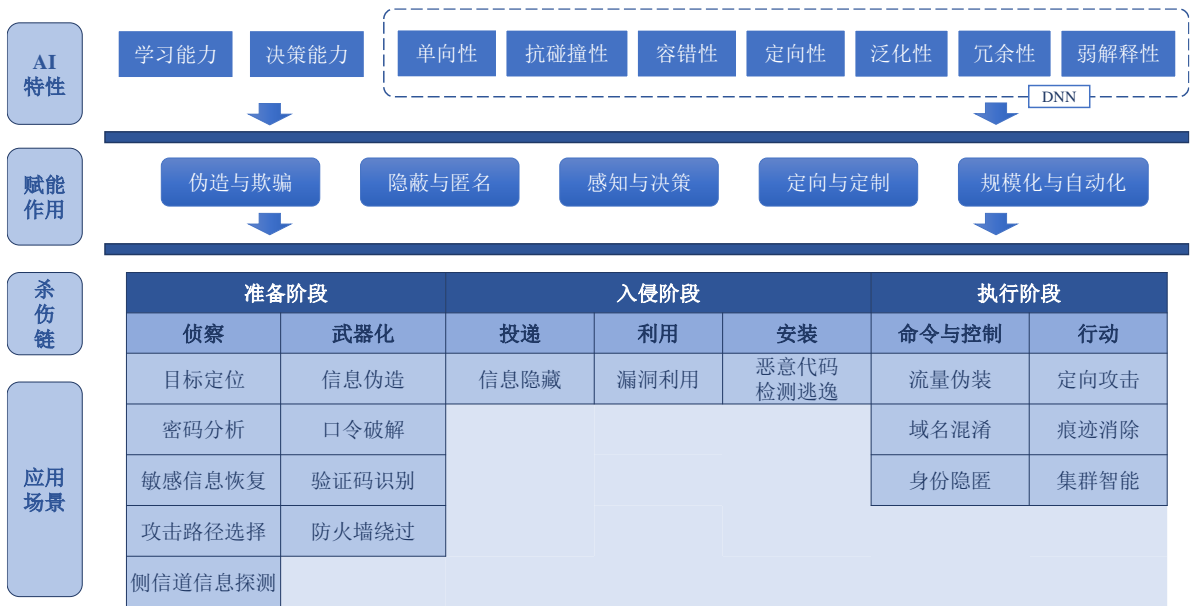 AI
特性
学习能力
决策能力
单向性
抗碰撞性
容错性
定向性
泛化性
冗余性
弱解释性
DNN
赋能
作用
伪造与欺骗
隐蔽与匿名
感知与决策
定向与定制
规模化与自动化
杀
伤
链
准备阶段
入侵阶段
执行阶段
侦察
武器化
投递
利用
安装
命令与控制
行动
应用
场景
目标定位
信息伪造
信息隐藏
漏洞利用
恶意代码
检测逃逸
流量伪装
定向攻击
密码分析
口令破解
域名混淆
痕迹消除
敏感信息恢复
验证码识别
身份隐匿
集群智能
攻击路径选择
防火墙绕过
侧信道信息探测